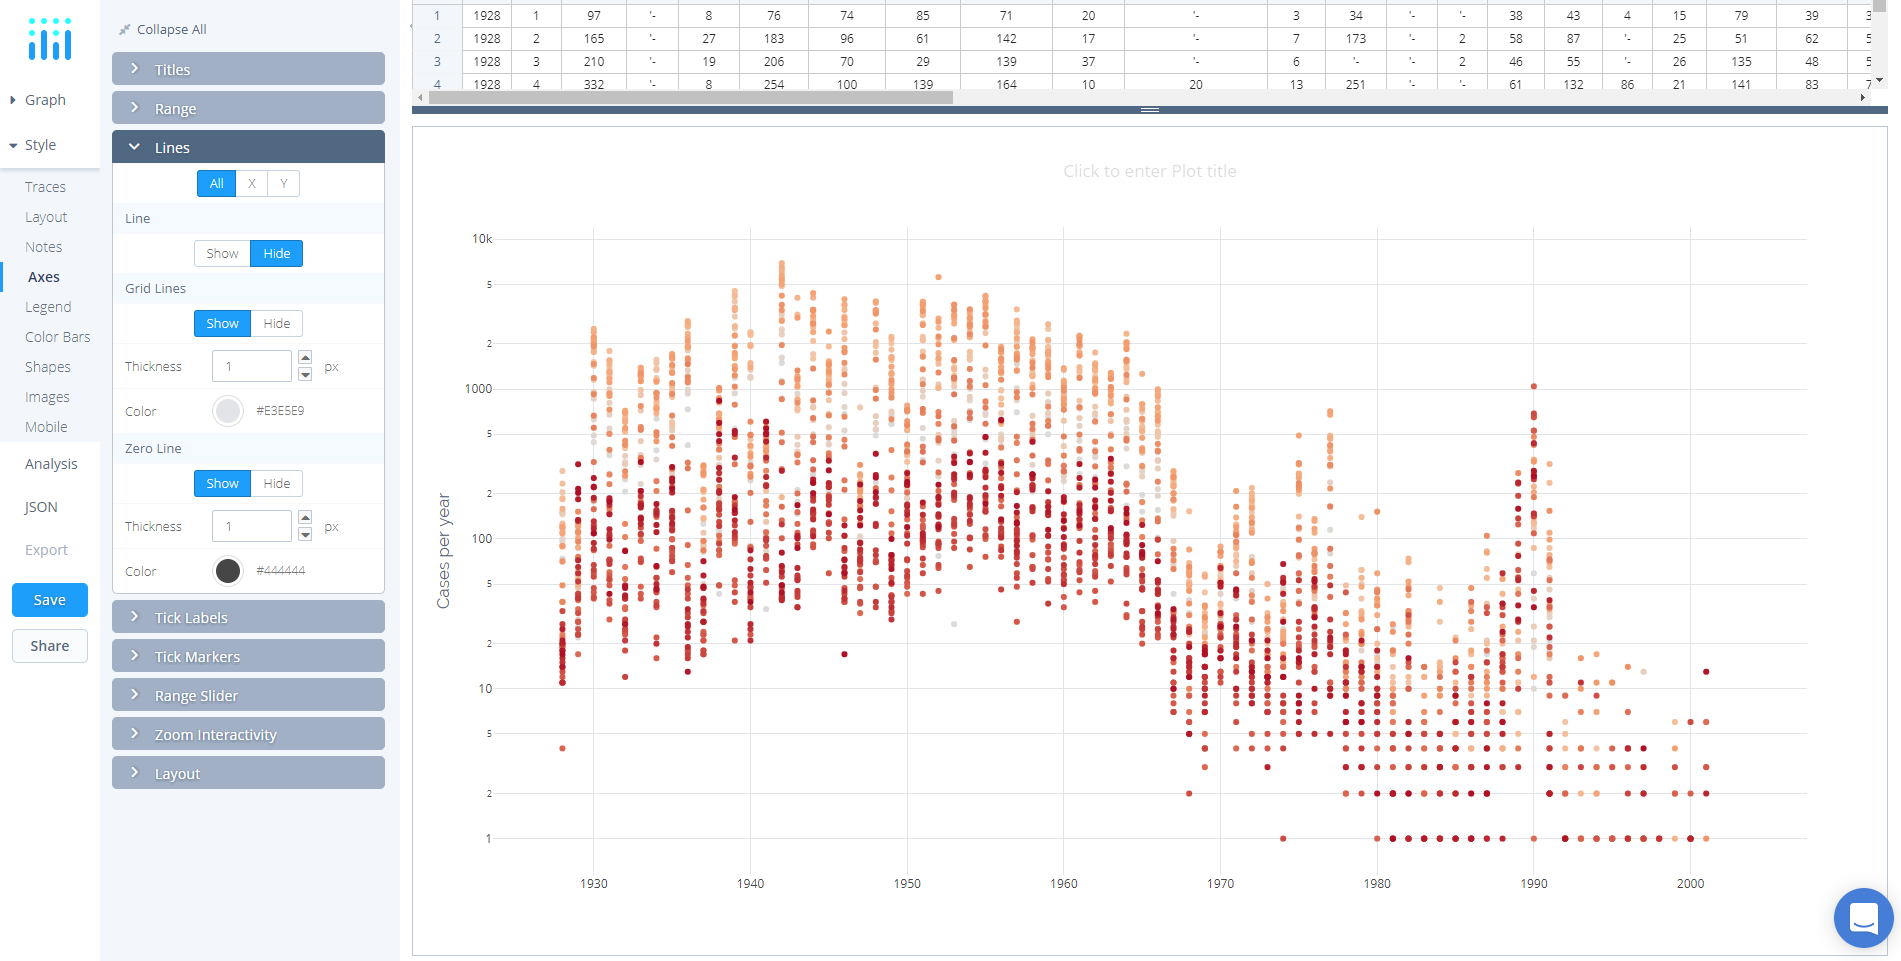 Collapse All
Graph
Style
Traces
Layout
Notes
Axes
Legend
Color Bars
Shapes
Images
Mobile
Analysis
JSON
Export
Save
Share
Titles
Range
Lines
All X Y
Line
Show Hide
Grid Lines
Show Hide
Thickness 1 px
Color #E3E5E9
Zero Line
Show Hide
Thickness 1 px
Color #444444
Tick Labels
Tick Markers
Range Slider
Zoom Interactivity
Layout
1 1928 1 97 '- 8 76 74 85 71 20 '- 3 34 '- '- 38 43 4 15 79 39
2 1928 2 165 '- 27 183 96 61 142 17 '- 7 173 '- 2 58 87 '- 25 51 62
3 1928 3 210 '- 19 206 70 29 139 37 '- 6 '- '- 2 46 55 '- 26 135 48
4 1928 4 332 '- 8 254 100 139 164 10 20 13 251 '- '- 61 132 86 21 141 83
Click to enter Plot title
Cases per year
10k
5
2
1000
5
2
100
5
2
10
5
2
1
1930 1940 1950 1960 1970 1980 1990 2000